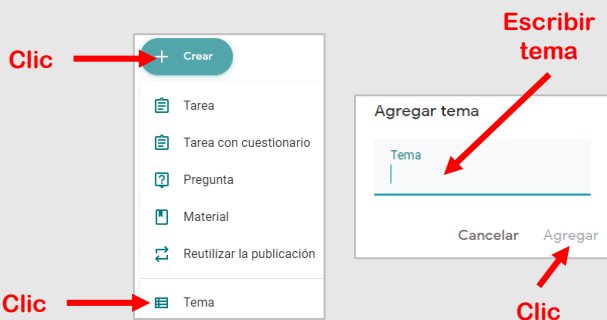 Escribir
tema
Clic
+ Crear
Tarea
Tarea con cuestionario
Pregunta
Material
Reutilizar la publicación
Clic
Tema
Agregar tema
Tema
Cancelar Agregar
Clic